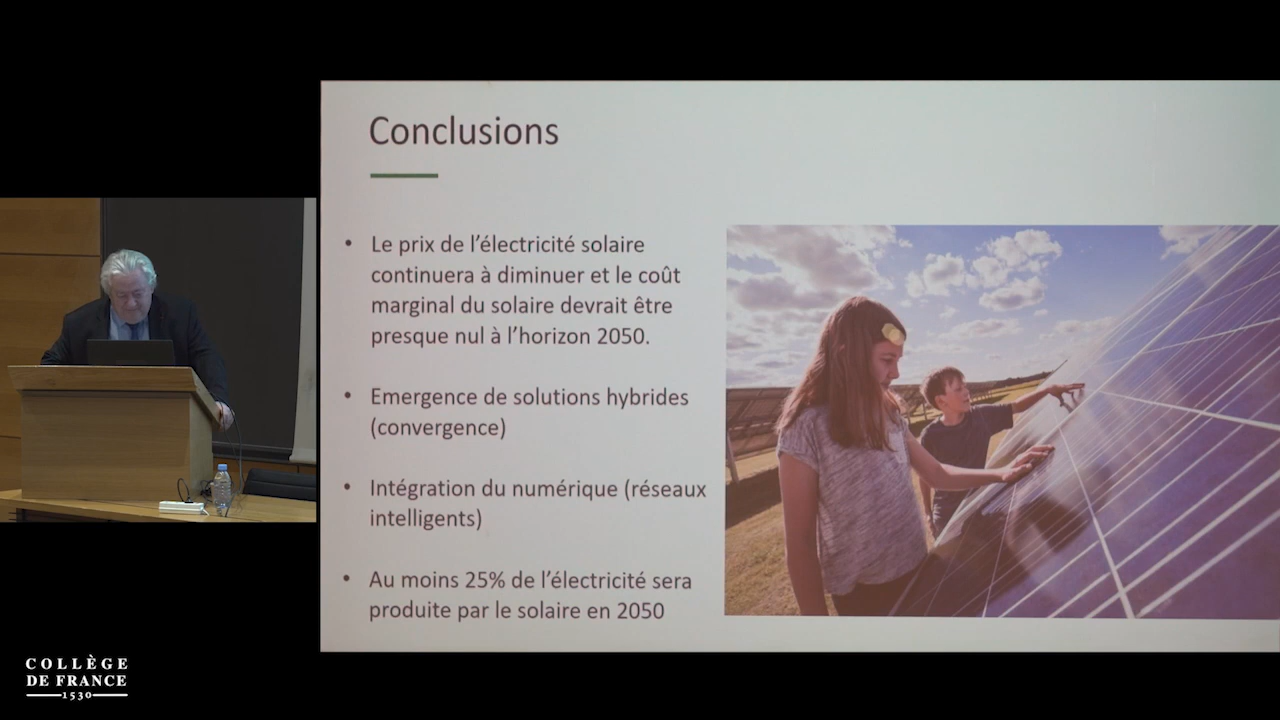 Conclusions
• Le prix de l’électricité solaire
continuera à diminuer et le coût
marginal du solaire devrait être
presque nul à l’horizon 2050.
• Emergence de solutions hybrides
(convergence)
• Intégration du numérique (réseaux
intelligents)
• Au moins 25% de l’électricité sera
produite par le solaire en 2050
COLLÈGE
DE FRANCE
1530